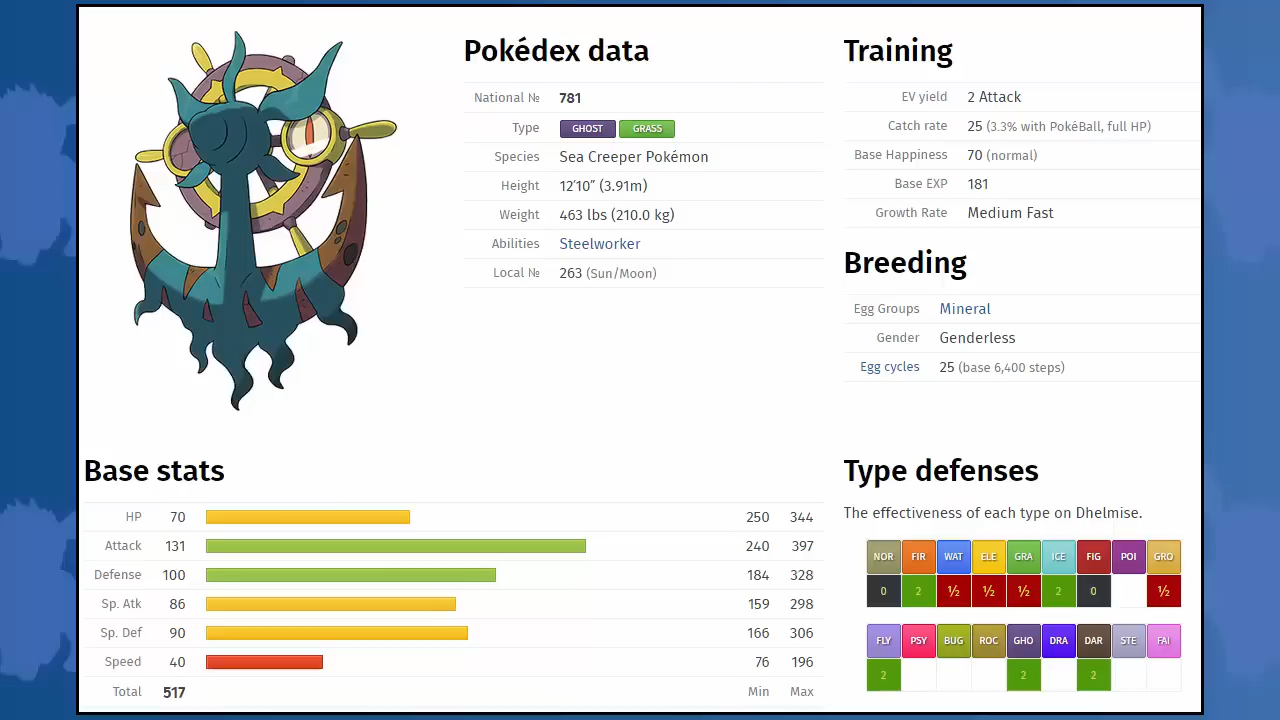 Pokédex data
National № 781
Type GHOST GRASS
Species Sea Creeper Pokémon
Height 12′10″ (3.91m)
Weight 463 lbs (210.0 kg)
Abilities Steelworker
Local № 263 (Sun/Moon)
Training
EV yield 2 Attack
Catch rate 25 (3.3% with PokéBall, full HP)
Base Happiness 70 (normal)
Base EXP 181
Growth Rate Medium Fast
Breeding
Egg Groups Mineral
Gender Genderless
Egg cycles 25 (base 6,400 steps)
Base stats
HP 70 250 344
Attack 131 240 397
Defense 100 184 328
Sp. Atk 86 159 298
Sp. Def 90 166 306
Speed 40 76 196
Total 517 Min Max
Type defenses
The effectiveness of each type on Dhelmise.
NOR FIR WAT ELE GRA ICE FIG POI GRO
0 2 ½ ½ ½ 2 0 ½
FLY PSY BUG ROC GHO DRA DAR STE FAI
2 2 2